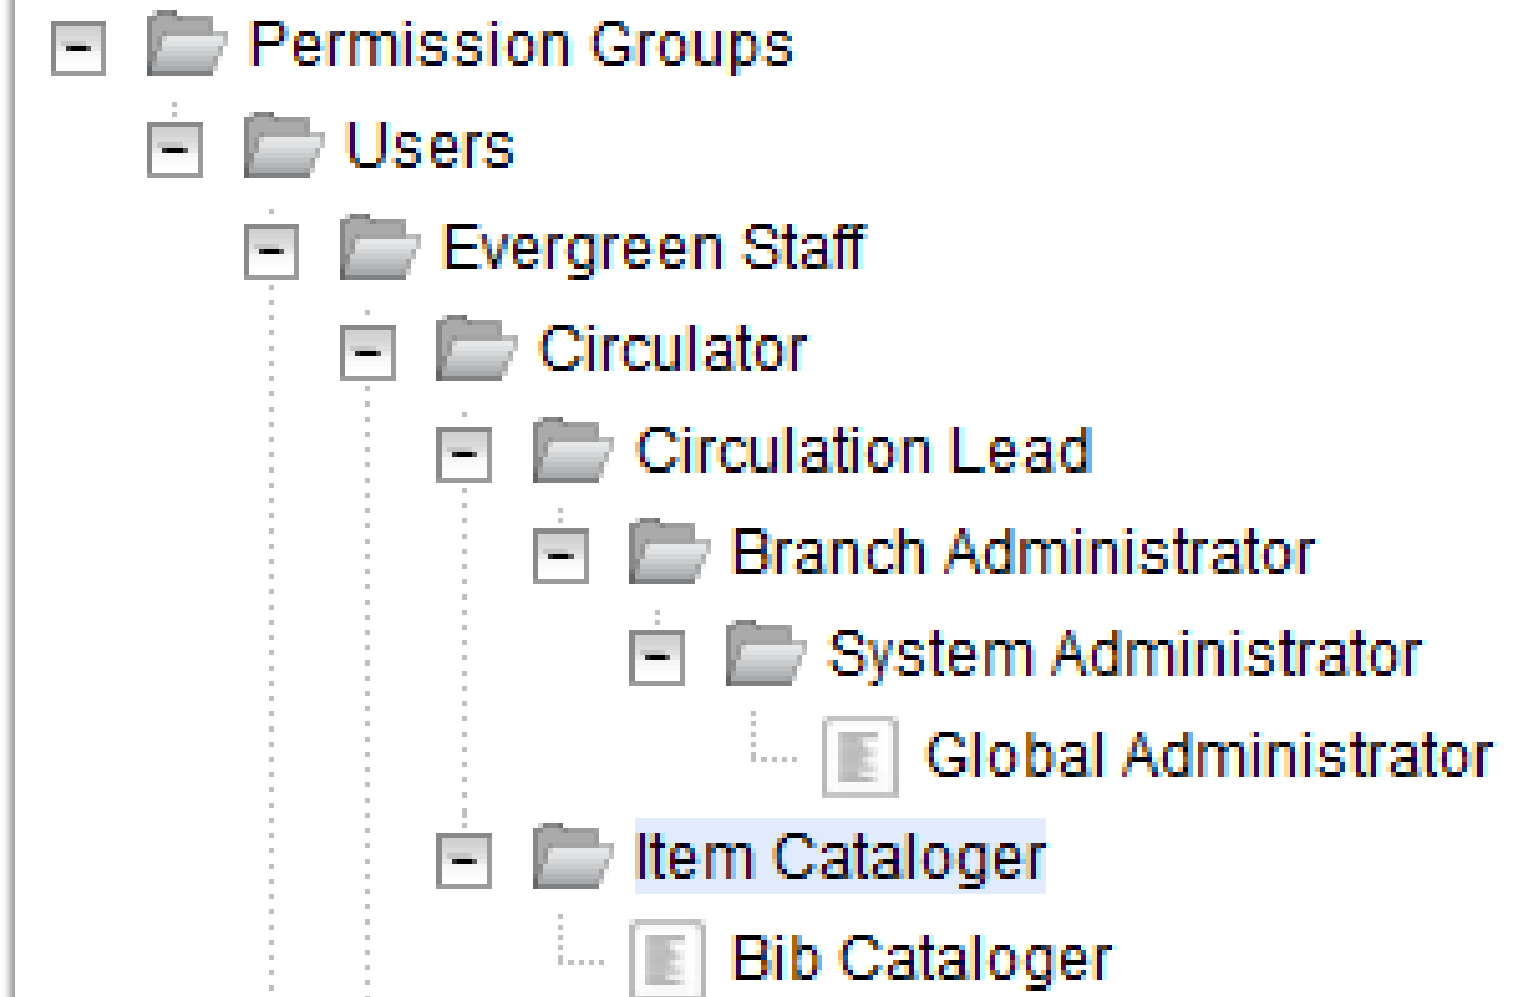 Permission Groups
Users
Evergreen Staff
Circulator
Circulation Lead
Branch Administrator
System Administrator
Global Administrator
Item Cataloger
Bib Cataloger